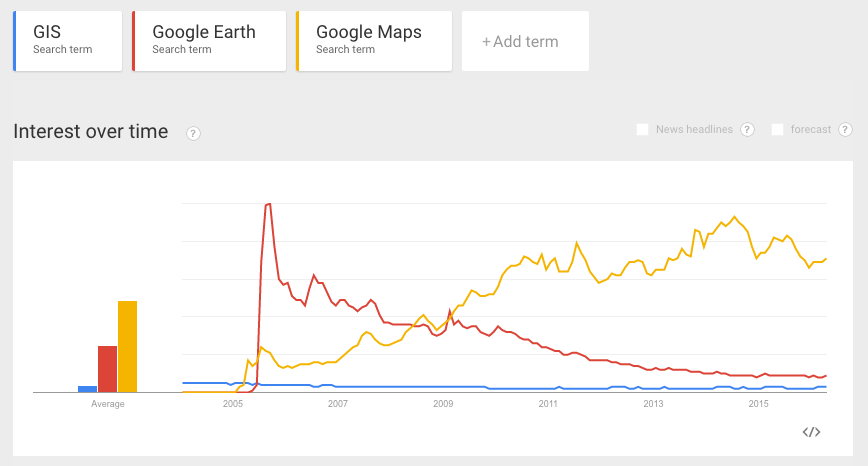 GIS
Search term
Google Earth
Search term
Google Maps
Search term
+Add term
Interest over time ?
News headlines ?
forecast ?
Average
2005
2007
2009
2011
2013
2015
</>